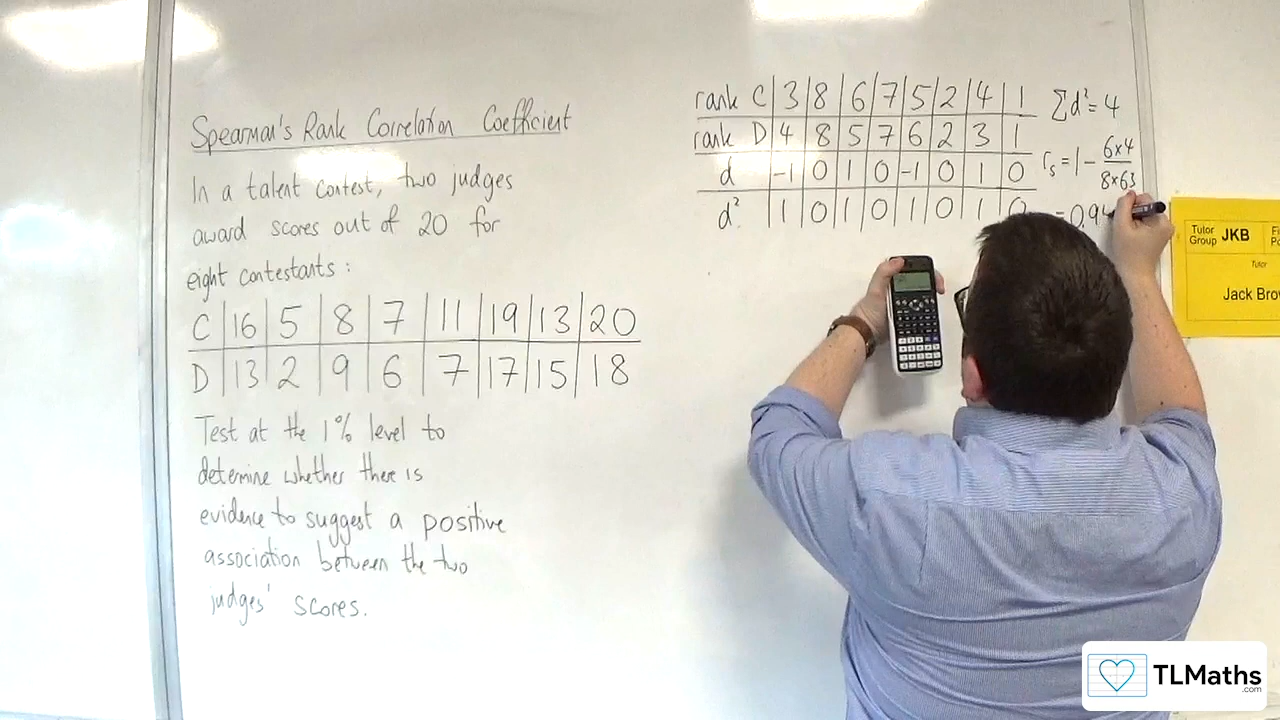 Spearman's Rank Correlation Coefficient
In a talent contest, two judges
award scores out of 20 for
eight contestants :
C 16 5 8 7 11 19 13 20
D 13 2 9 6 7 17 15 18
Test at the 1% level to
determine whether there is
evidence to suggest a positive
association between the two
judges' scores.
rank C 3 8 6 7 5 2 4 1
rank D 4 8 5 7 6 2 3 1
d -1 0 1 0 -1 0 1 0
d² 1 0 1 0 1 0 1 0
∑d² = 4
rs = 1 - 6×4
8×63
= 0.9
Tutor
Group JKB
Tutor
Jack
TLMaths
.com